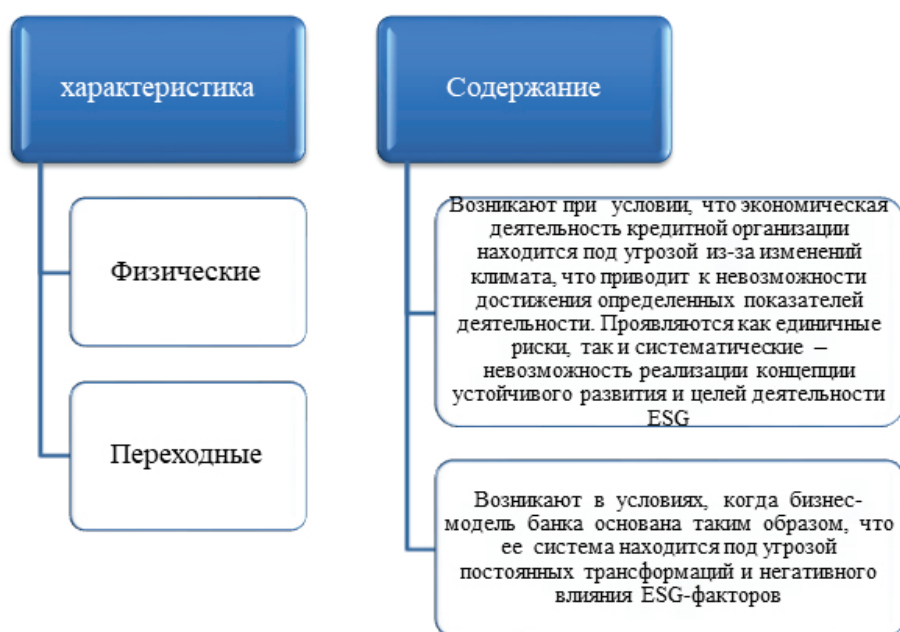 характеристика
Содержание
Физические
Возникают при условии, что экономическая
деятельность кредитной организации
находится под угрозой из-за изменений
климата, что приводит к невозможности
достижения определенных показателей
деятельности. Проявляются как единичные
риски, так и систематические –
невозможность реализации концепции
устойчивого развития и целей деятельности
ESG
Переходные
Возникают в условиях, когда бизнес-
модель банка основана таким образом, что
ее система находится под угрозой
постоянных трансформаций и негативного
влияния ESG-факторов